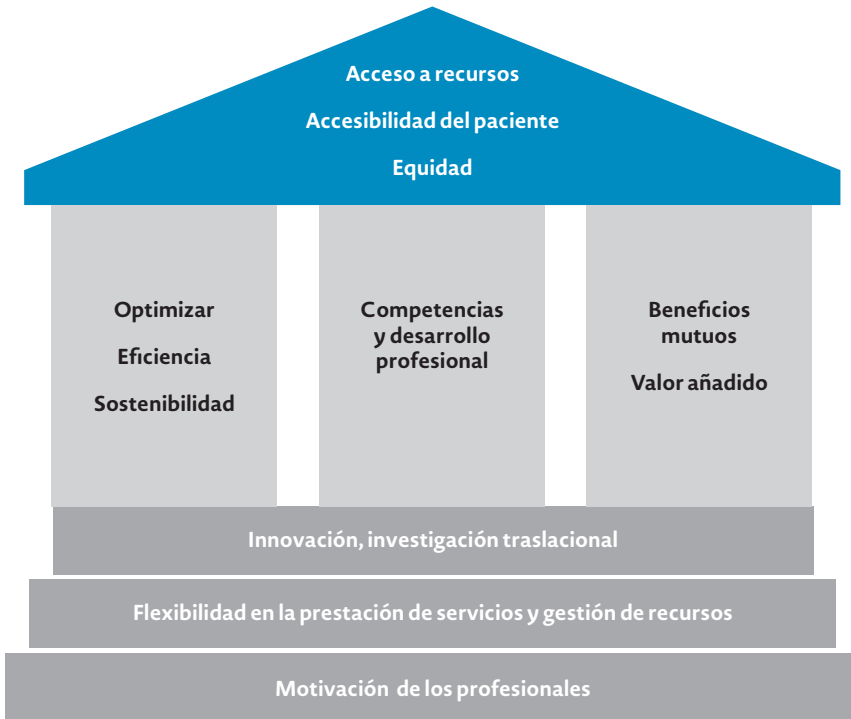 Acceso a recursos
Accesibilidad del paciente
Equidad
Optimizar
Eficiencia
Sostenibilidad
Competencias
y desarrollo
profesional
Beneficios
mutuos
Valor añadido
Innovación, investigación traslacional
Flexibilidad en la prestación de servicios y gestión de recursos
Motivación de los profesionales